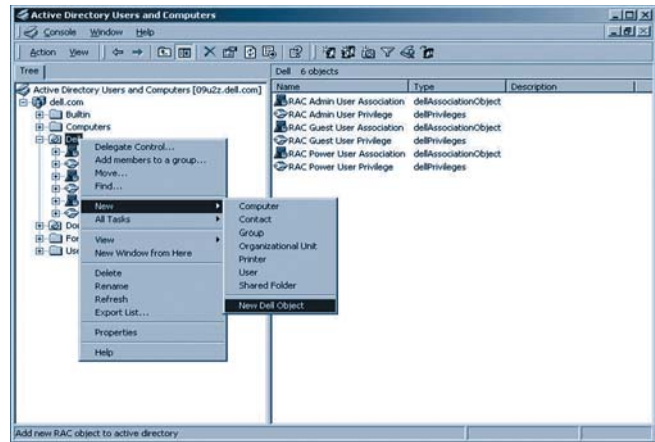 Active Directory Users and Computers
Console Window Help
Action View
Tree
Dell 6 objects
Active Directory Users and Computers [09u2z.dell.com]
dell.com
Builtin
Computers
Name Type Description
RAC Admin User Association dellAssociationObject
RAC Admin User Privilege dellPrivileges
RAC Guest User Association dellAssociationObject
RAC Guest User Privilege dellPrivileges
RAC Power User Association dellAssociationObject
RAC Power User Privilege dellPrivileges
Delegate Control...
Add members to a group...
Move...
Find...
New
All Tasks
View
New Window from Here
Delete
Rename
Refresh
Export List...
Properties
Help
Computer
Contact
Group
Organizational Unit
Printer
User
Shared Folder
New Dell Object
Add new RAC object to active directory